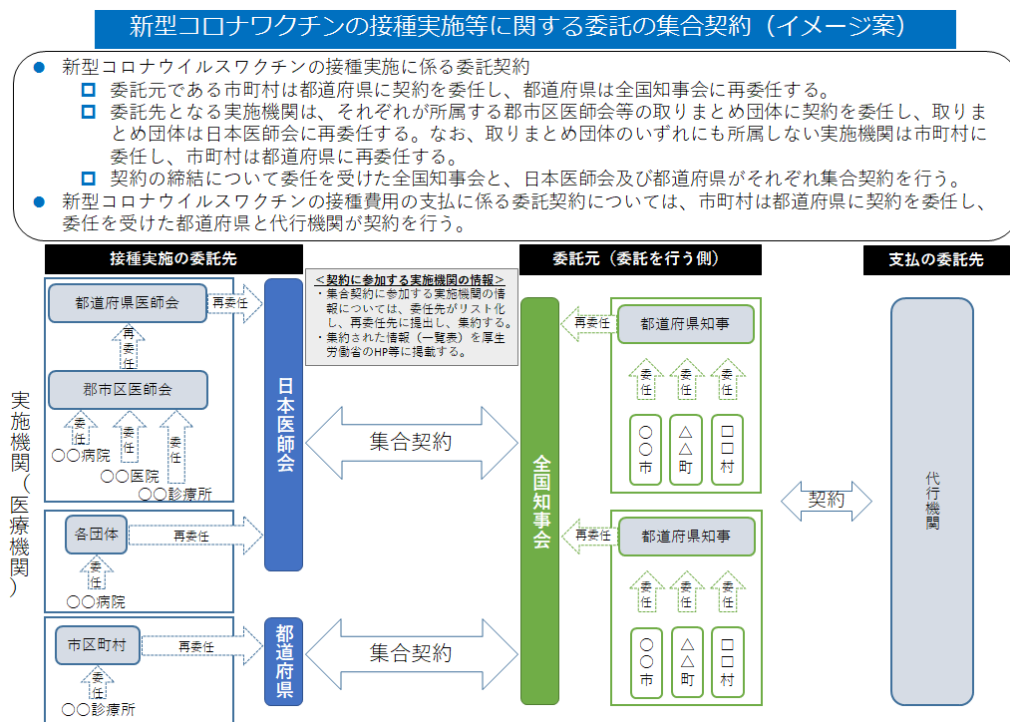 新型コロナワクチンの接種実施等に関する委託の集合契約（イメージ案）
● 新型コロナウイルスワクチンの接種実施に係る委託契約
委託元である市町村は都道府県に契約を委任し、都道府県は全国知事会に再委任する。
委託先となる実施機関は、それぞれが所属する郡市区医師会等の取りまとめ団体に契約を委任し、取りま
とめ団体は日本医師会に再委任する。なお、取りまとめ団体のいずれにも所属しない実施機関は市町村に
委任し、市町村は都道府県に再委任する。
契約の締結について委任を受けた全国知事会と、日本医師会及び都道府県がそれぞれ集合契約を行う。
● 新型コロナウイルスワクチンの接種費用の支払に係る委託契約については、市町村は都道府県に契約を委任し、
委任を受けた都道府県と代行機関が契約を行う。
接種実施の委託先
委託元（委託を行う側）
支払の委託先
＜契約に参加する実施機関の情報＞
・集合契約に参加する実施機関の情
報については、委任先がリスト化
し、再委任先に提出し、集約する。
・集約された情報（一覧表）を厚生
労働省のHP等に掲載する。
実施機関（医療機関）
都道府県医師会
再委任
再委任
郡市区医師会
委任
委任
委任
〇〇病院
〇〇医院
〇〇診療所
各団体
再委任
委任
〇〇病院
市区町村
再委任
委任
〇〇診療所
日本医師会
都道府県
集合契約
集合契約
全国知事会
再委任
都道府県知事
委任
委任
委任
〇〇市
△△町
□□村
再委任
都道府県知事
委任
委任
委任
〇〇市
△△町
□□村
契約
代行機関